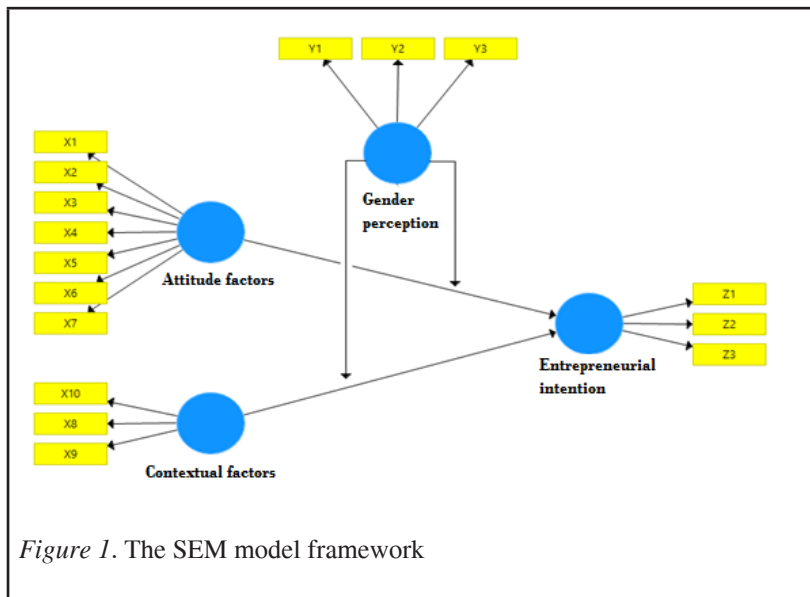 Y1 Y2 Y3
X1
X2
X3
X4
X5
X6
X7
Attitude factors
Gender
perception
Z1
Z2
Z3
Entrepreneurial
intention
X10
X8
X9
Contextual factors
Figure 1. The SEM model framework